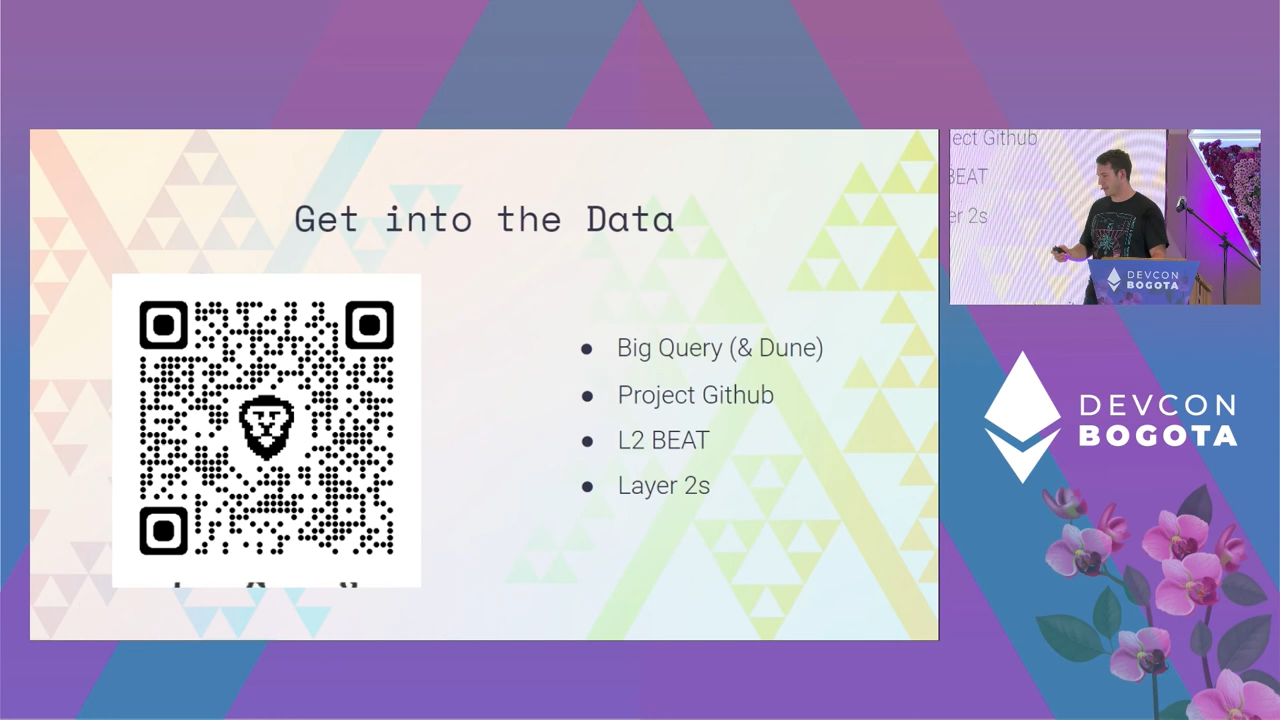 Get into the Data
Big Query (& Dune)
Project Github
L2 BEAT
Layer 2s
ect Github
BEAT
er 2s
DEVCON
BOGOTA
DEVCON
BOGOTA